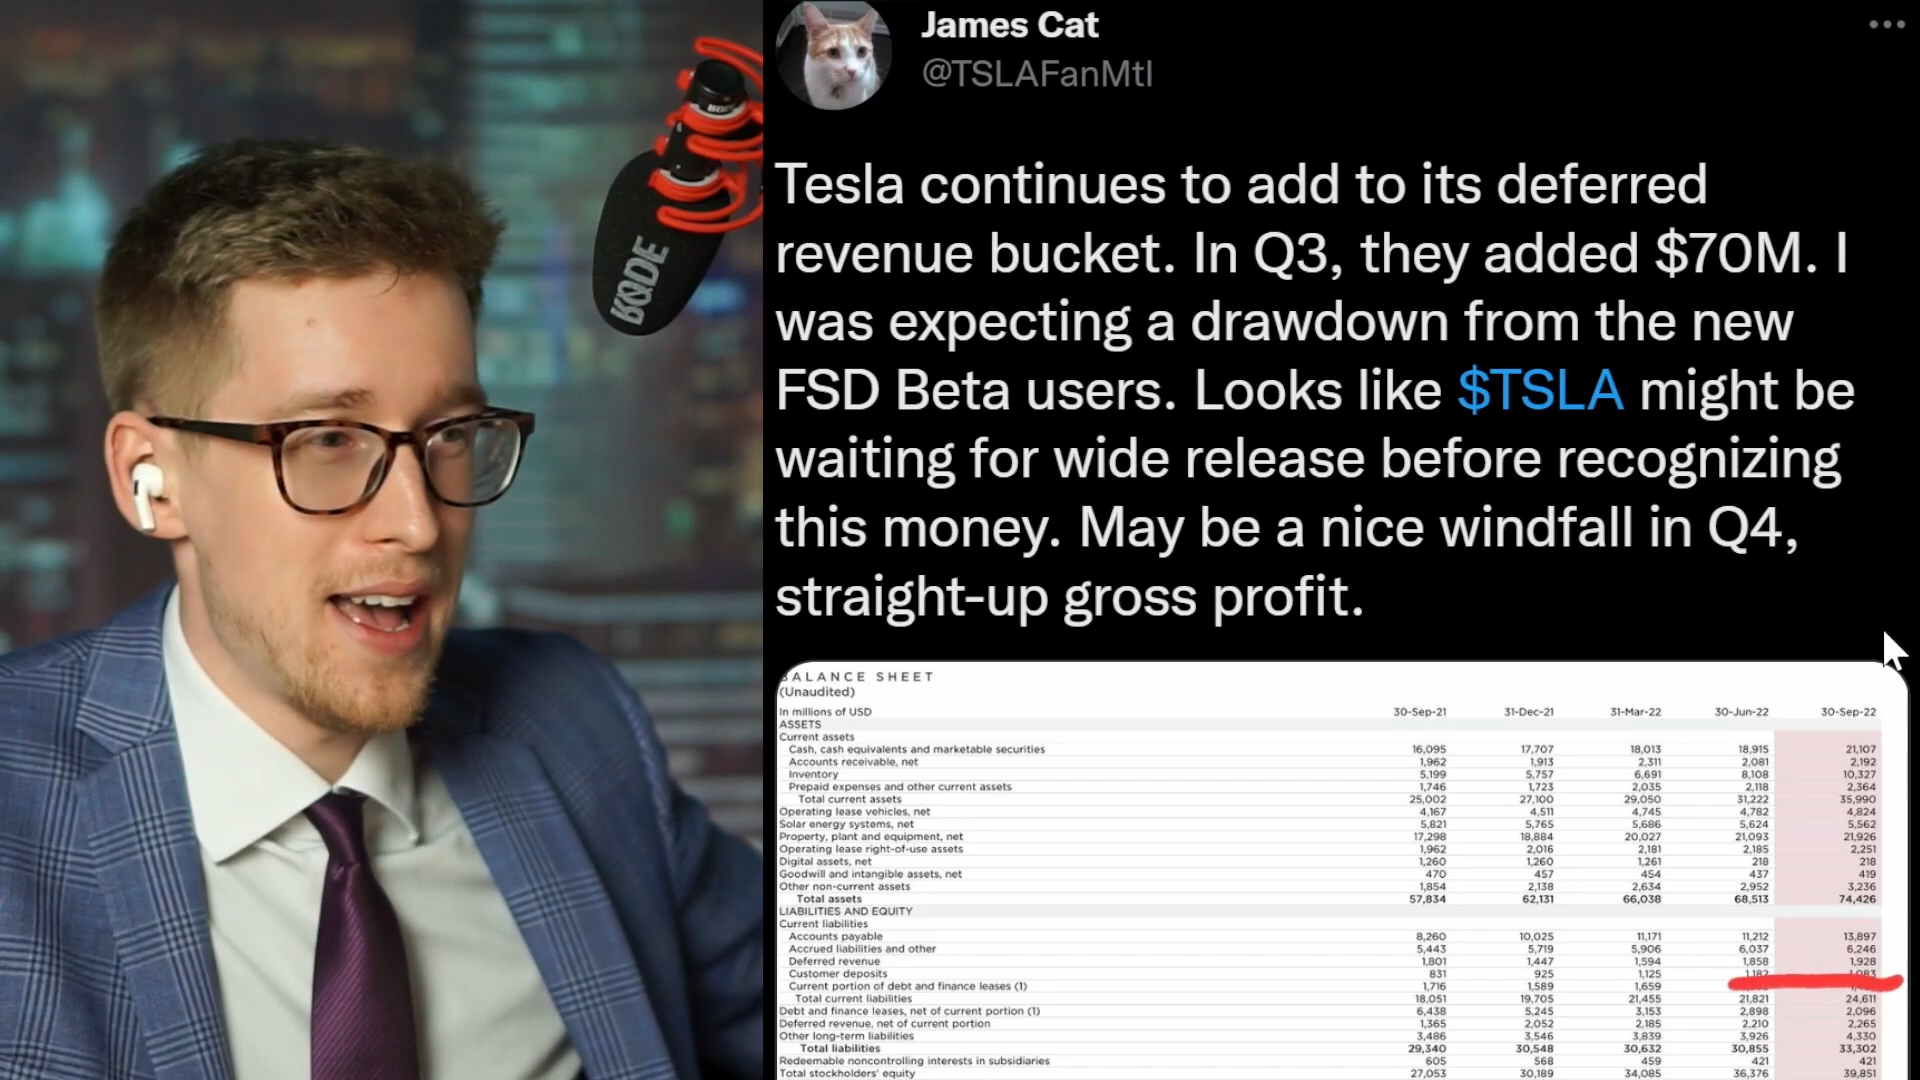 RØDE
James Cat
@TSLAFanMtl
Tesla continues to add to its deferred
revenue bucket. In Q3, they added $70M. I
was expecting a drawdown from the new
FSD Beta users. Looks like $TSLA might be
waiting for wide release before recognizing
this money. May be a nice windfall in Q4,
straight-up gross profit.
BALANCE SHEET
(Unaudited)
In millions of USD 30-Sep-21 31-Dec-21 31-Mar-22 30-Jun-22 30-Sep-22
ASSETS
Current assets
Cash, cash equivalents and marketable securities 16,095 17,707 18,013 18,915 21,107
Accounts receivable, net 1,962 1,913 2,311 2,081 2,192
Inventory 5,199 5,757 6,691 8,108 10,327
Prepaid expenses and other current assets 1,746 1,723 2,035 2,118 2,364
Total current assets 25,002 27,100 29,050 31,222 35,990
Operating lease vehicles, net 4,167 4,511 4,745 4,782 4,824
Solar energy systems, net 5,821 5,765 5,686 5,624 5,562
Property, plant and equipment, net 17,298 18,884 20,027 21,093 21,926
Operating lease right-of-use assets 1,962 2,016 2,181 2,185 2,251
Digital assets, net 1,260 1,260 1,261 218 218
Goodwill and intangible assets, net 470 457 454 437 419
Other non-current assets 1,854 2,138 2,634 2,952 3,236
Total assets 57,834 62,131 66,038 68,513 74,426
LIABILITIES AND EQUITY
Current liabilities
Accounts payable 8,260 10,025 11,171 11,212 13,897
Accrued liabilities and other 5,443 5,719 5,906 6,037 6,246
Deferred revenue 1,801 1,447 1,594 1,858 1,928
Customer deposits 831 925 1,125 1,182 1,083
Current portion of debt and finance leases (1) 1,716 1,589 1,659
Total current liabilities 18,051 19,705 21,455 21,821 24,611
Debt and finance leases, net of current portion (1) 6,438 5,245 3,153 2,898 2,096
Deferred revenue, net of current portion 1,365 2,052 2,185 2,210 2,265
Other long-term liabilities 3,486 3,546 3,839 3,926 4,330
Total liabilities 29,340 30,548 30,632 30,855 33,302
Redeemable noncontrolling interests in subsidiaries 605 568 459 421 421
Total stockholders' equity 27,053 30,189 34,085 36,376 39,851